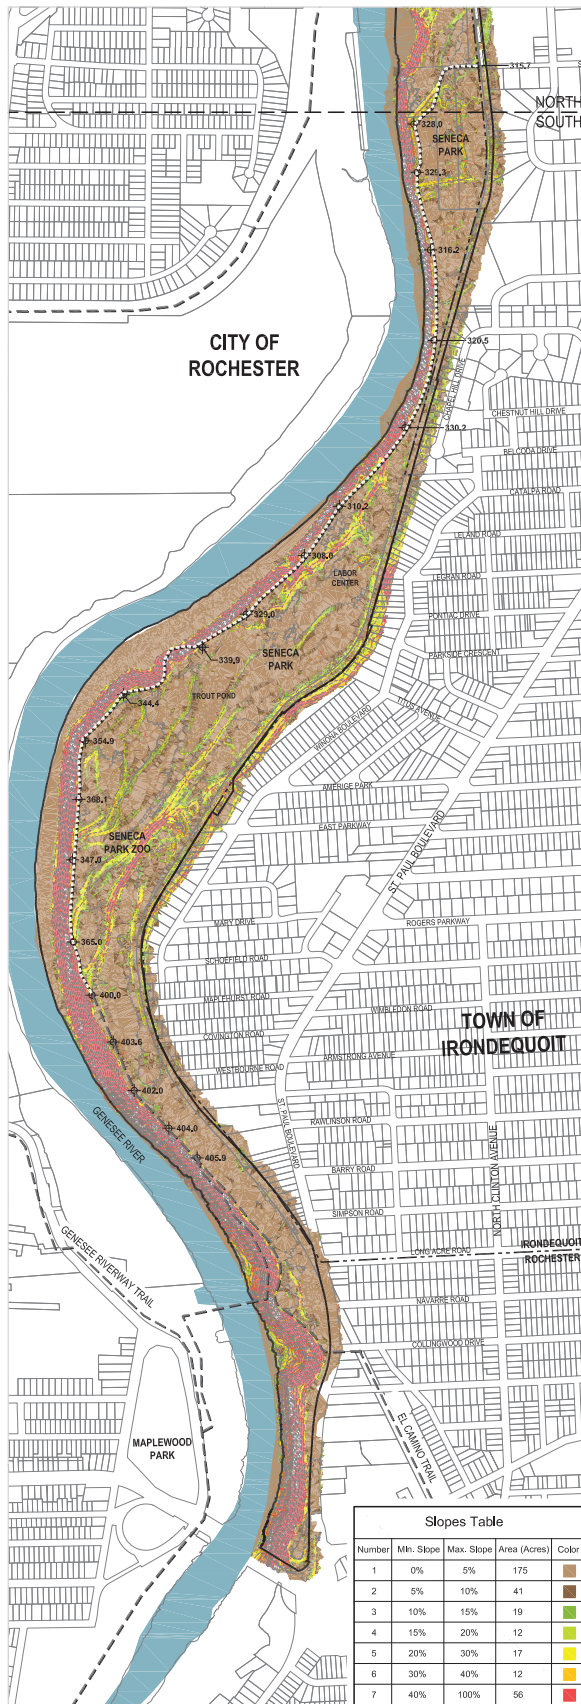 315.7
NORTH
SOUTH
328.0
SENECA
PARK
329.3
316.2
CITY OF
ROCHESTER
320.5
CHAPEL HILL DRIVE
330.2
CHESTNUT HILL DRIVE
BELCODA DRIVE
CATALPA ROAD
310.2
LELAND ROAD
308.0
LABOR
CENTER
LEGRAN ROAD
329.0
PONTIAC DRIVE
339.9
SENECA
PARK
PARKSIDE CRESCENT
344.4
TROUT POND
TITUS AVENUE
WINONA BOULEVARD
354.9
AMERIGE PARK
368.1
EAST PARKWAY
SENECA
PARK ZOO
ST. PAUL BOULEVARD
347.0
MARY DRIVE
ROGERS PARKWAY
365.0
SCHOEFIELD ROAD
400.0
MAPLEHURST ROAD
WIMBLEDON ROAD
TOWN OF
IRONDEQUOIT
403.6
COVINGTON ROAD
ARMSTRONG AVENUE
WESTBOURNE ROAD
402.0
GENESEE RIVER
ST. PAUL BOULEVARD
404.0
RAWLINSON ROAD
405.9
NORTH CLINTON AVENUE
BARRY ROAD
SIMPSON ROAD
GENESEE RIVERWAY TRAIL
LONG ACRE ROAD
IRONDEQUOIT
ROCHESTER
NAVARRE ROAD
COLLINGWOOD DRIVE
EL CAMINO TRAIL
MAPLEWOOD
PARK
Slopes Table
Number Min. Slope Max. Slope Area (Acres) Color
1 0% 5% 175
2 5% 10% 41
3 10% 15% 19
4 15% 20% 12
5 20% 30% 17
6 30% 40% 12
7 40% 100% 56